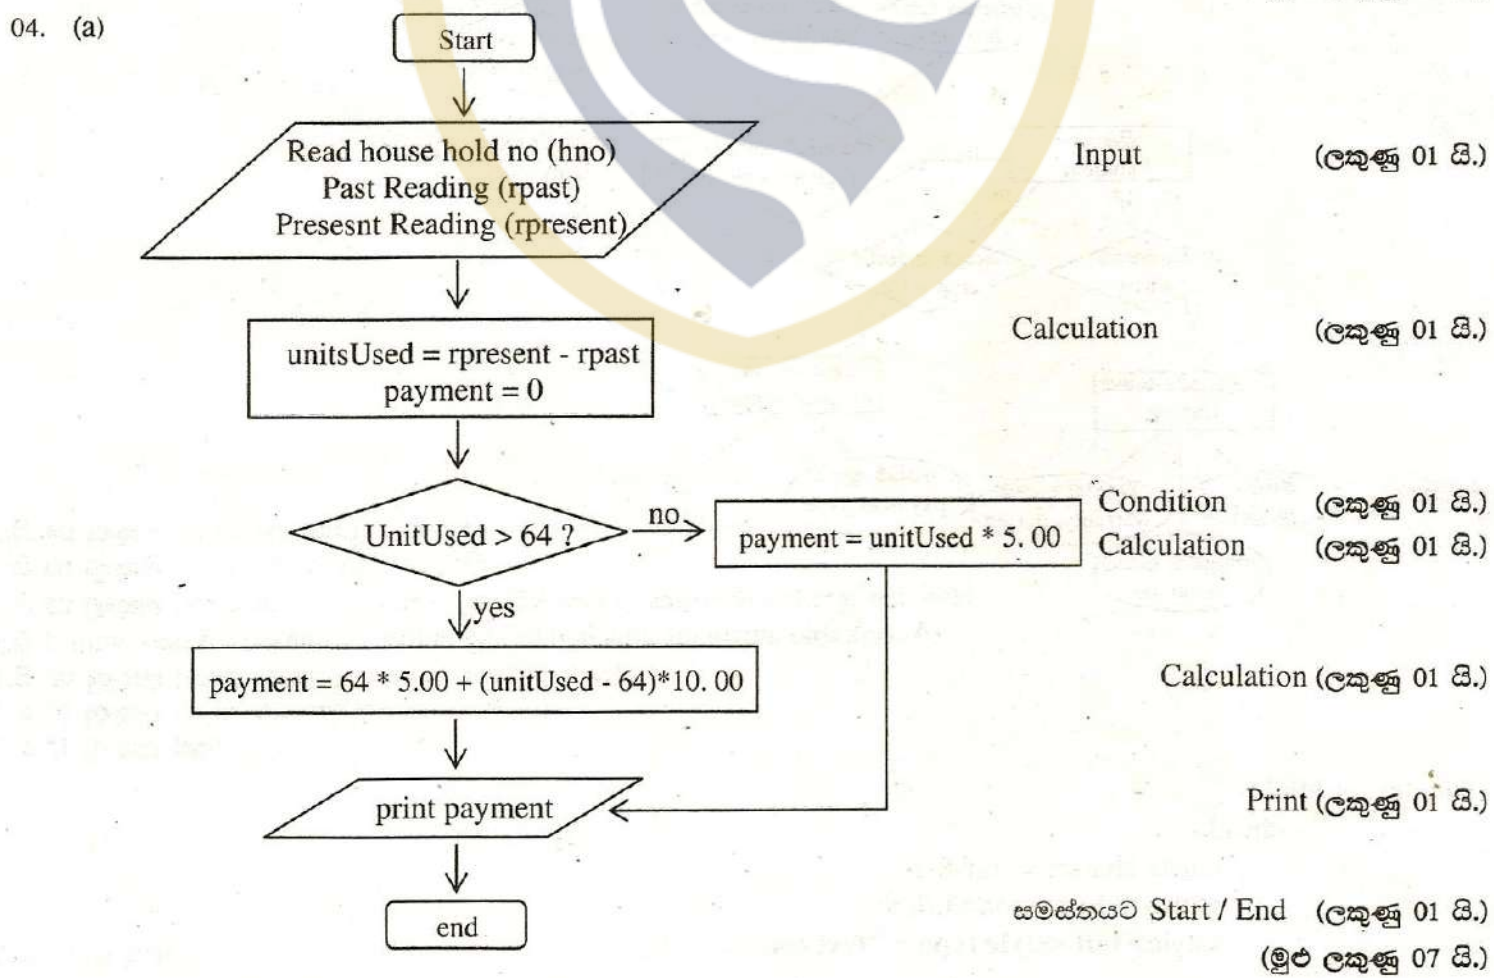 04. (a)
Start
Read house hold no (hno)
Past Reading (rpast)
Presesnt Reading (rpresent)
Input (ලකුණු 01 යි.)
unitsUsed = rpresent - rpast
payment = 0
Calculation (ලකුණු 01 යි.)
UnitUsed > 64 ?
no
payment = unitUsed * 5. 00
Condition (ලකුණු 01 යි.)
Calculation (ලකුණු 01 යි.)
yes
payment = 64 * 5.00 + (unitUsed - 64)*10. 00
Calculation (ලකුණු 01 යි.)
print payment
Print (ලකුණු 01 යි.)
end
සමස්තයට Start / End (ලකුණු 01 යි.)
(මුළු ලකුණු 07 යි.)